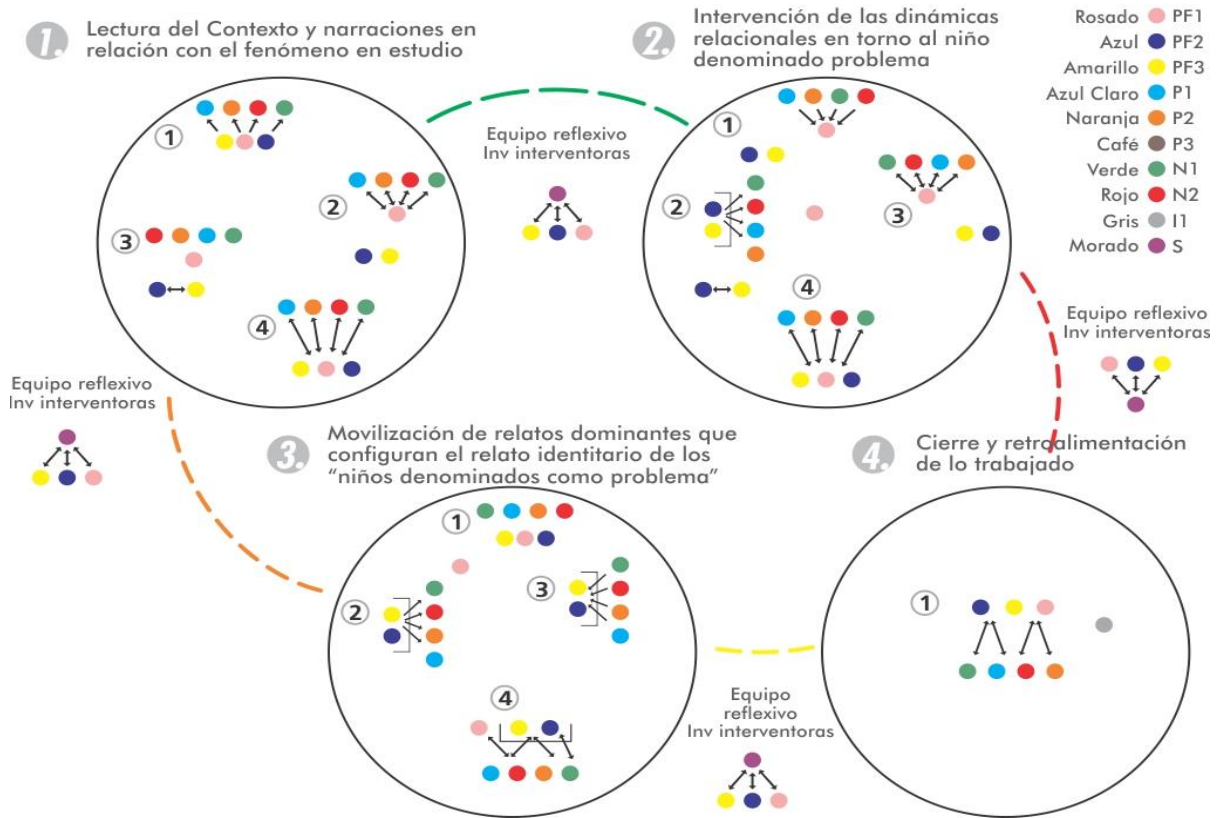 1. Lectura del Contexto y narraciones en
relación con el fenómeno en estudio
1
2
3
4
Equipo reflexivo
Inv interventoras
2. Intervención de las dinámicas
relacionales en torno al niño
denominado problema
1
2
3
4
Rosado PF1
Azul PF2
Amarillo PF3
Azul Claro P1
Naranja P2
Café P3
Verde N1
Rojo N2
Gris I1
Morado S
Equipo reflexivo
Inv interventoras
Equipo reflexivo
Inv interventoras
3. Movilización de relatos dominantes que
configuran el relato identitario de los
“niños denominados como problema”
1
2
3
4
Equipo
reflexivo
Inv interventoras
4. Cierre y retroalimentación
de lo trabajado
1